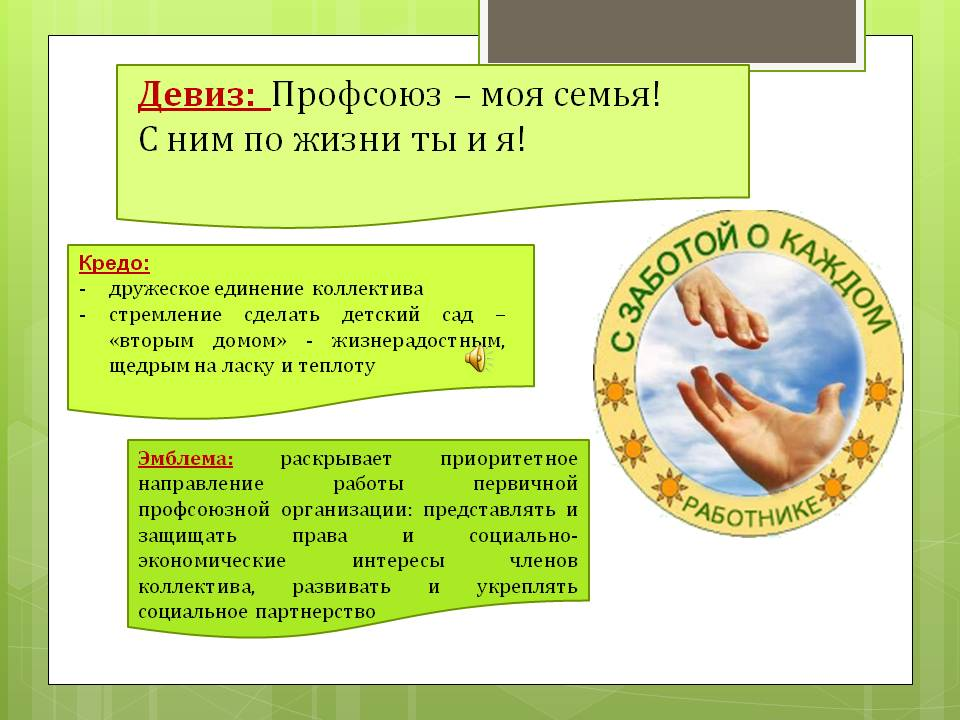 Девиз: Профсоюз – моя семья!
С ним по жизни ты и я!
Кредо:
- дружеское единение коллектива
- стремление сделать детский сад –
«вторым домом» - жизнерадостным,
щедрым на ласку и теплоту
С ЗАБОТОЙ О КАЖДОМ
РАБОТНИКЕ
Эмблема: раскрывает приоритетное
направление работы первичной
профсоюзной организации: представлять и
защищать права и социально-
экономические интересы членов
коллектива, развивать и укреплять
социальное партнерство